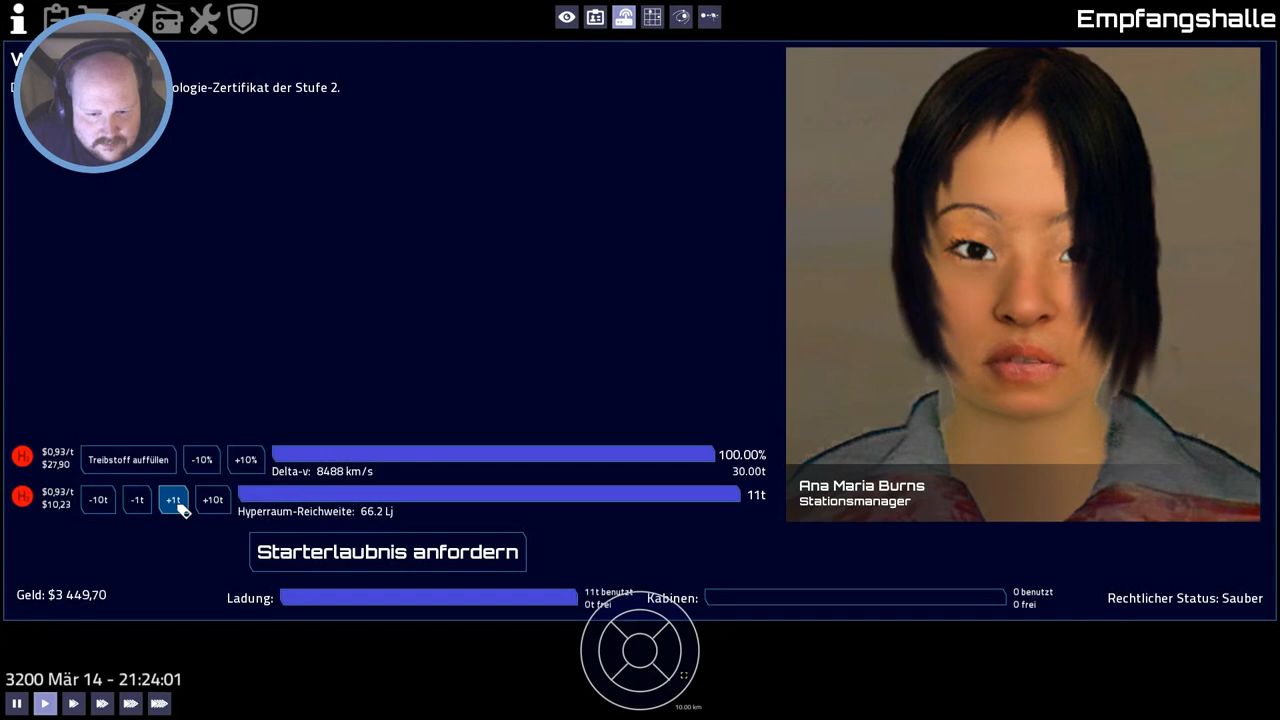 Empfangshalle
ologie-Zertifikat der Stufe 2.
$0,93/t
$27,90
Treibstoff auffüllen
-10%
+10%
100.00%
Delta-v: 8488 km/s
30.00t
$0,93/t
$10,23
-10t
-1t
+1t
+10t
11t
Hyperraum-Reichweite: 66.2 Lj
Ana Maria Burns
Stationsmanager
Starterlaubnis anfordern
Geld: $3 449,70
Ladung:
11t benutzt
0t frei
Kabinen:
0 benutzt
0 frei
Rechtlicher Status: Sauber
3200 Mär 14 - 21:24:01
10.00 km